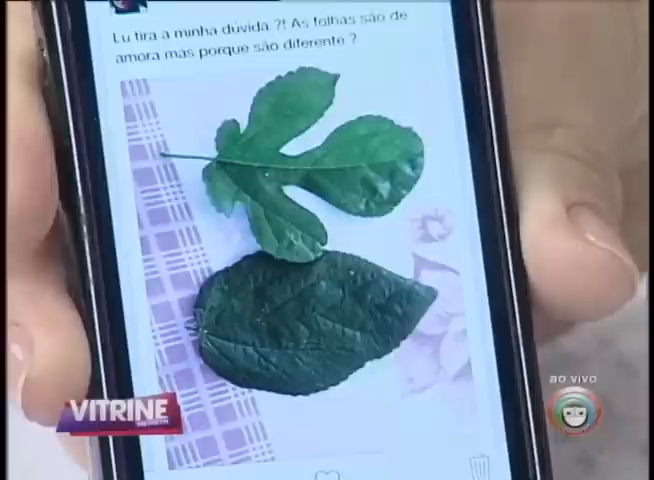 Lu tira a minha dúvida ?! As folhas são de
amora mas porque são diferente ?
VITRINE
AO VIVO